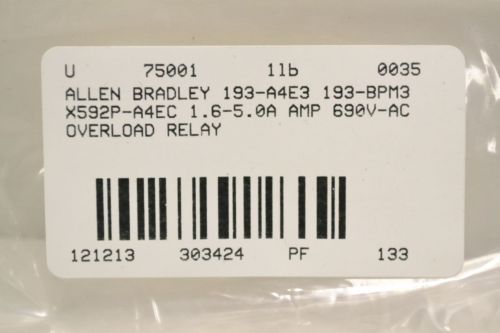 U 75001 1lb 0035
ALLEN BRADLEY 193-A4E3 193-BPM3
X592P-A4EC 1.6-5.0A AMP 690V-AC
OVERLOAD RELAY
121213 303424 PF 133